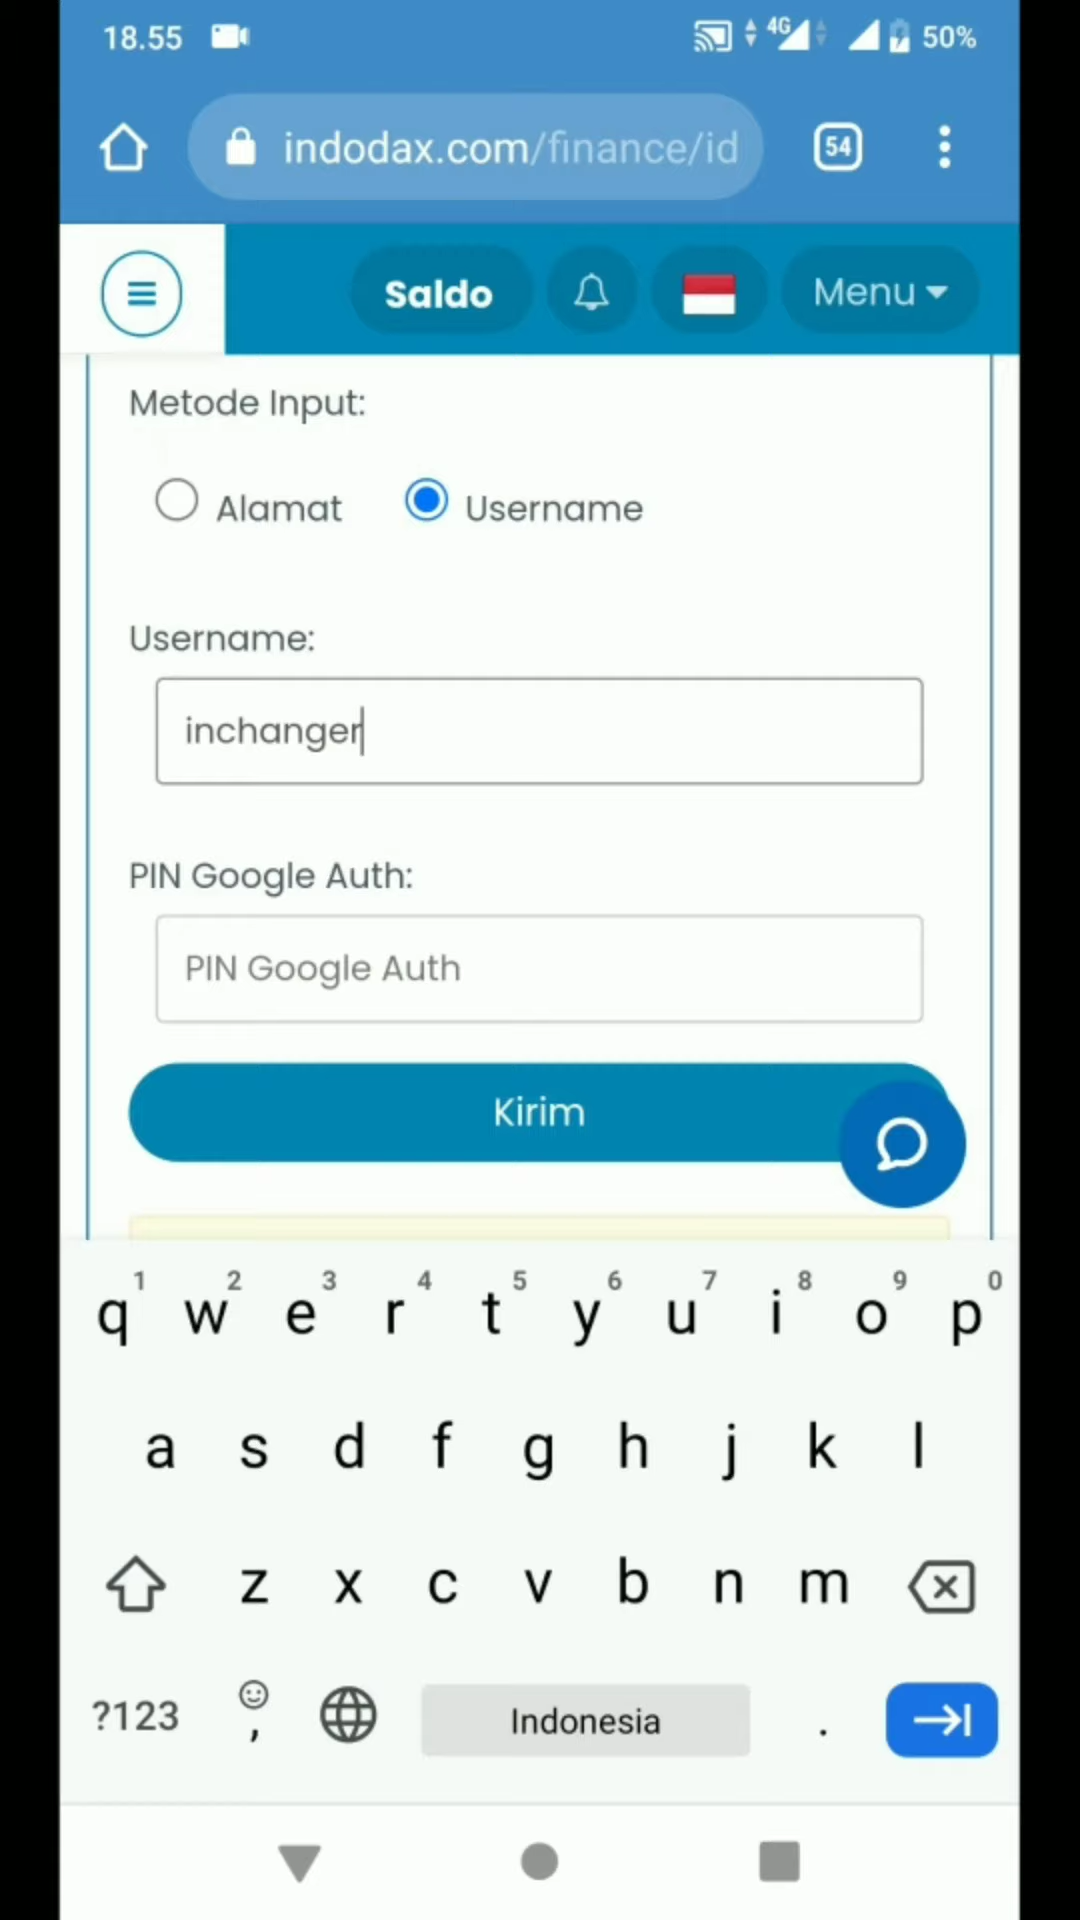 18.55
4G
50%
indodax.com/finance/id
54
Saldo
Menu
Metode Input:
Alamat
Username
Username:
inchanger
PIN Google Auth:
PIN Google Auth
Kirim
1 2 3 4 5 6 7 8 9 0
q w e r t y u i o p
a s d f g h j k l
z x c v b n m
?123
,
Indonesia
.